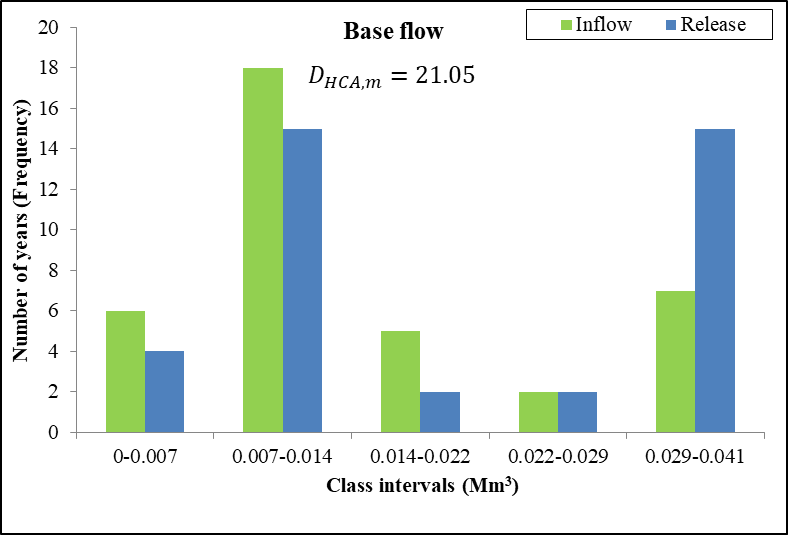 Base flow
Inflow Release
D_{HCA,m} = 21.05
Number of years (Frequency)
20
18
16
14
12
10
8
6
4
2
0
0-0.007 0.007-0.014 0.014-0.022 0.022-0.029 0.029-0.041
Class intervals (Mm³)